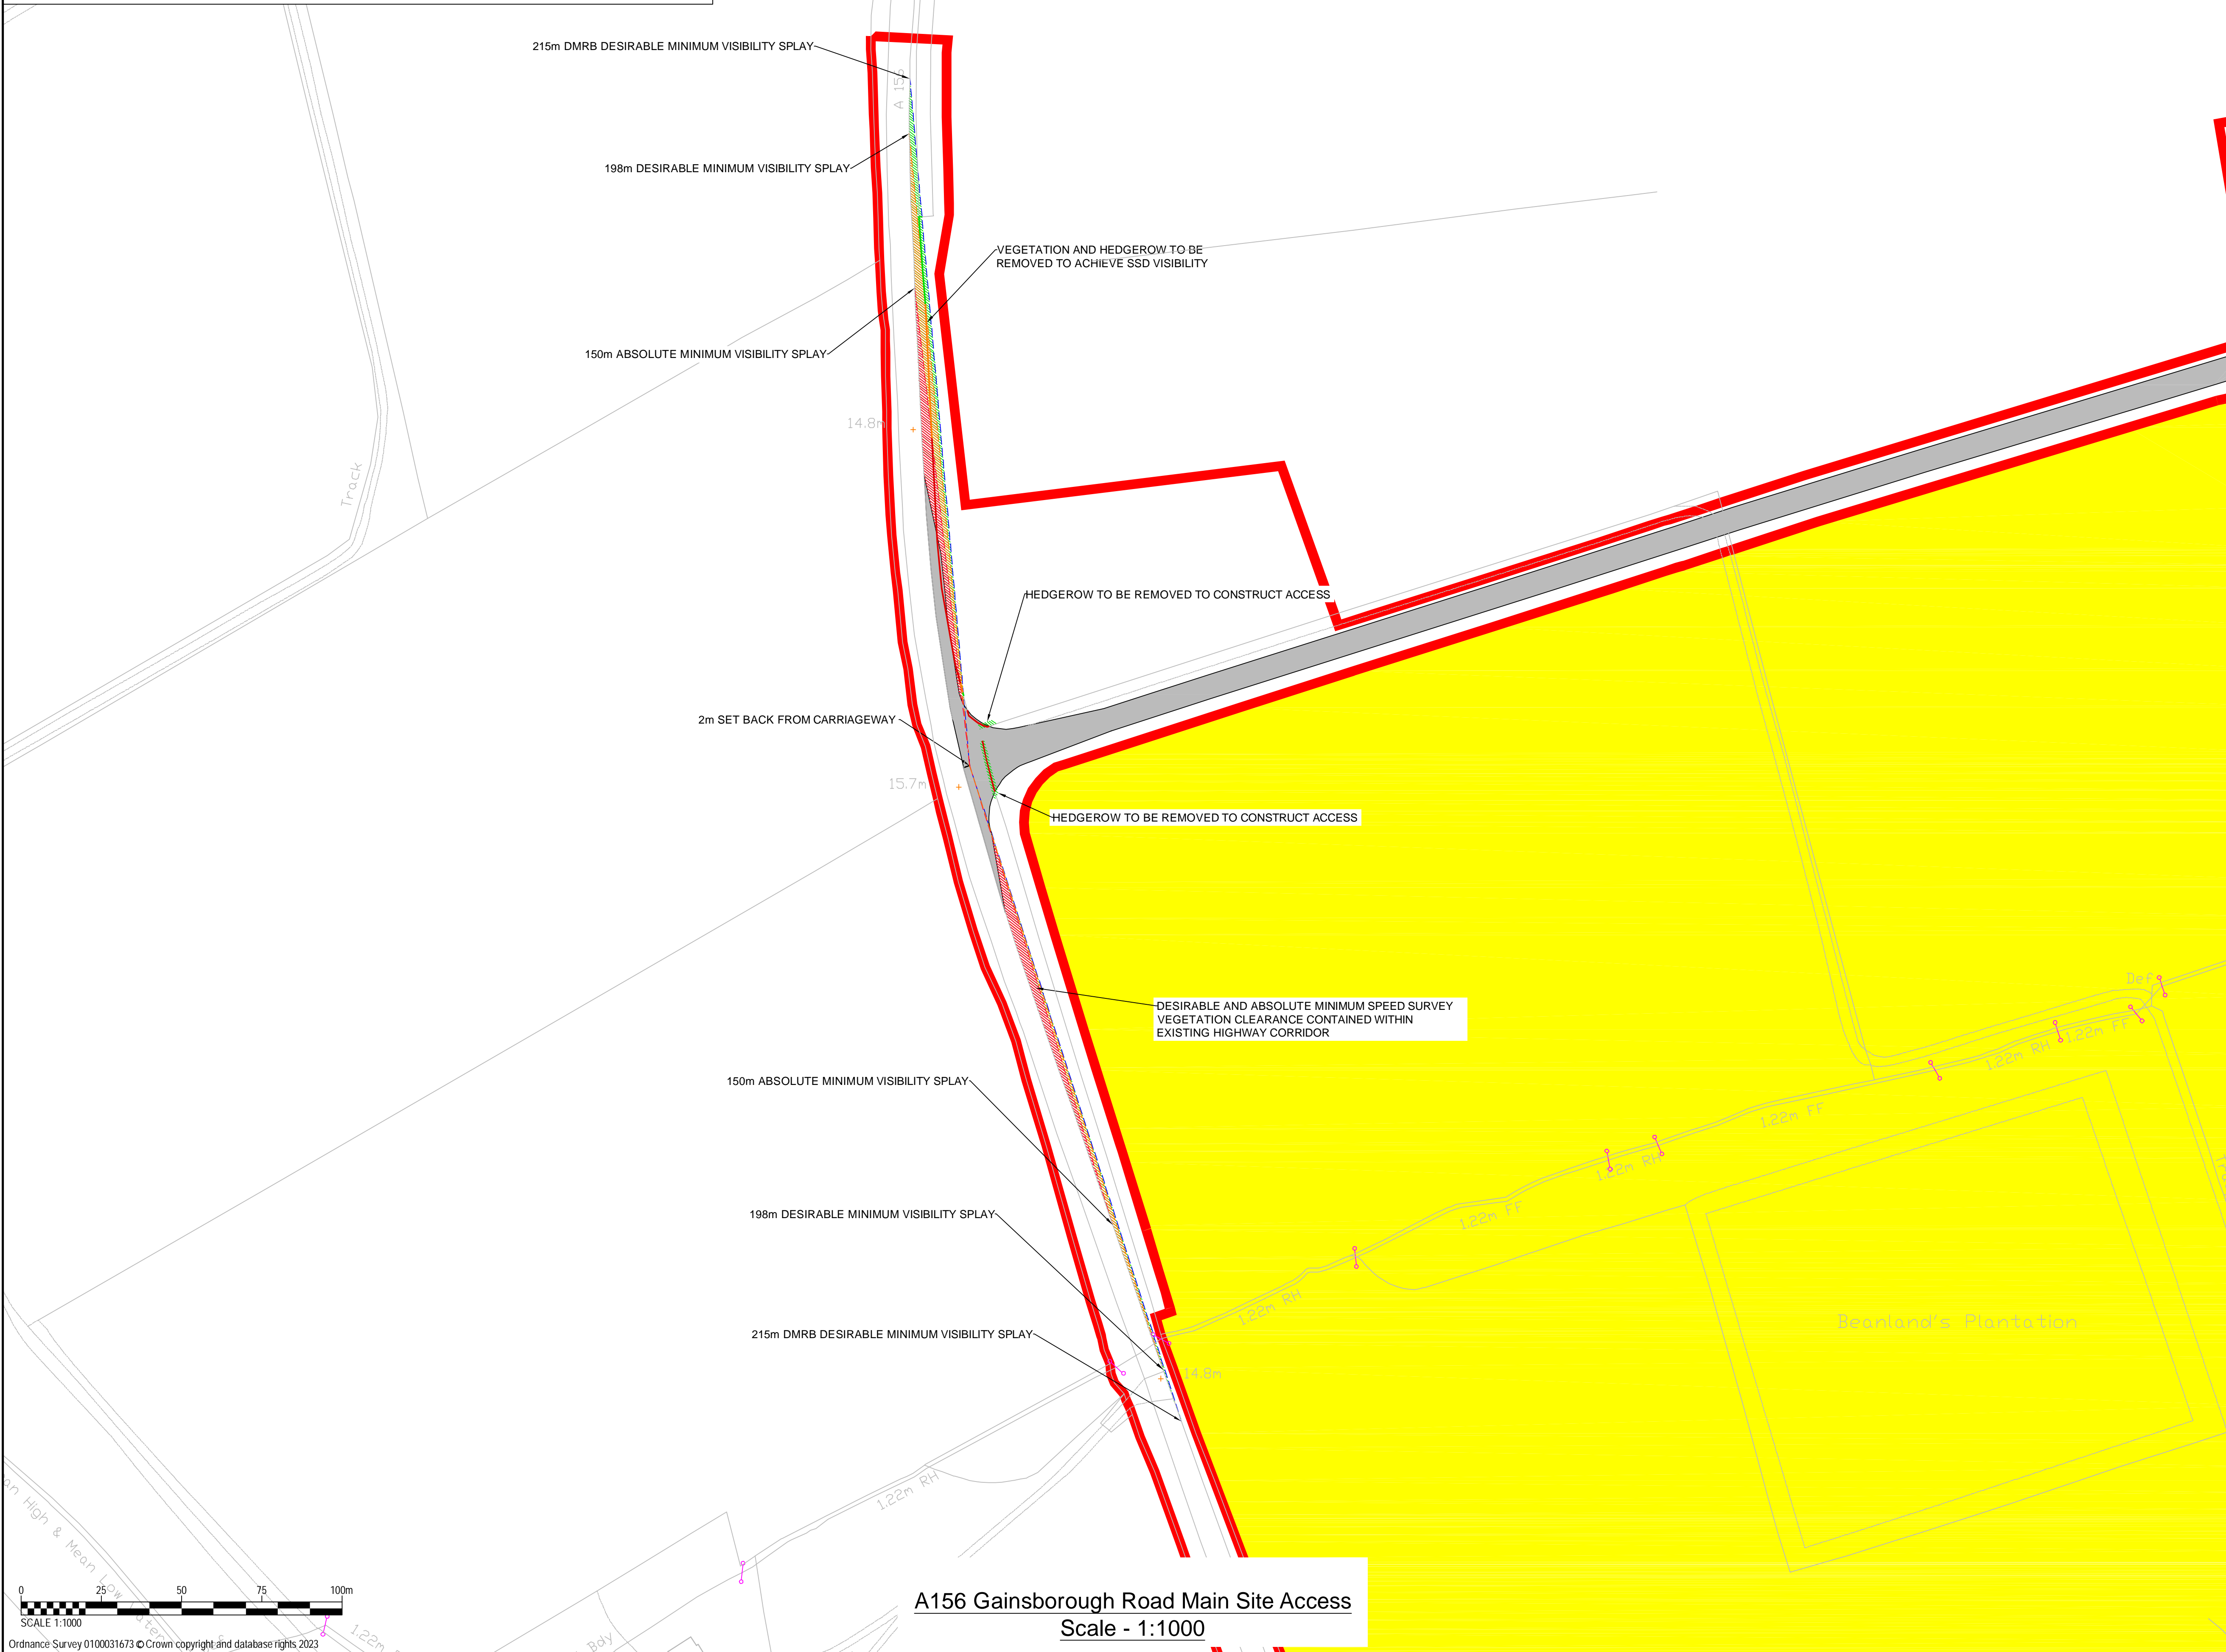 215m DMRB DESIRABLE MINIMUM VISIBILITY SPLAY
198m DESIRABLE MINIMUM VISIBILITY SPLAY
VEGETATION AND HEDGEROW TO BE
REMOVED TO ACHIEVE SSD VISIBILITY
150m ABSOLUTE MINIMUM VISIBILITY SPLAY
14.8m
Track
HEDGEROW TO BE REMOVED TO CONSTRUCT ACCESS
2m SET BACK FROM CARRIAGEWAY
15.7m
HEDGEROW TO BE REMOVED TO CONSTRUCT ACCESS
Def
DESIRABLE AND ABSOLUTE MINIMUM SPEED SURVEY
VEGETATION CLEARANCE CONTAINED WITHIN
EXISTING HIGHWAY CORRIDOR
1.22m RH
1.22m FF
150m ABSOLUTE MINIMUM VISIBILITY SPLAY
1.22m FF
1.22m RH
198m DESIRABLE MINIMUM VISIBILITY SPLAY
1.22m FF
1.22m RH
Beanland's Plantation
215m DMRB DESIRABLE MINIMUM VISIBILITY SPLAY
14.8m
1.22m RH
High & Mean Low
0 25 50 75 100m
SCALE 1:1000
1.22m
A156 Gainsborough Road Main Site Access
Scale - 1:1000
Ordnance Survey 0100031673 © Crown copyright and database rights 2023